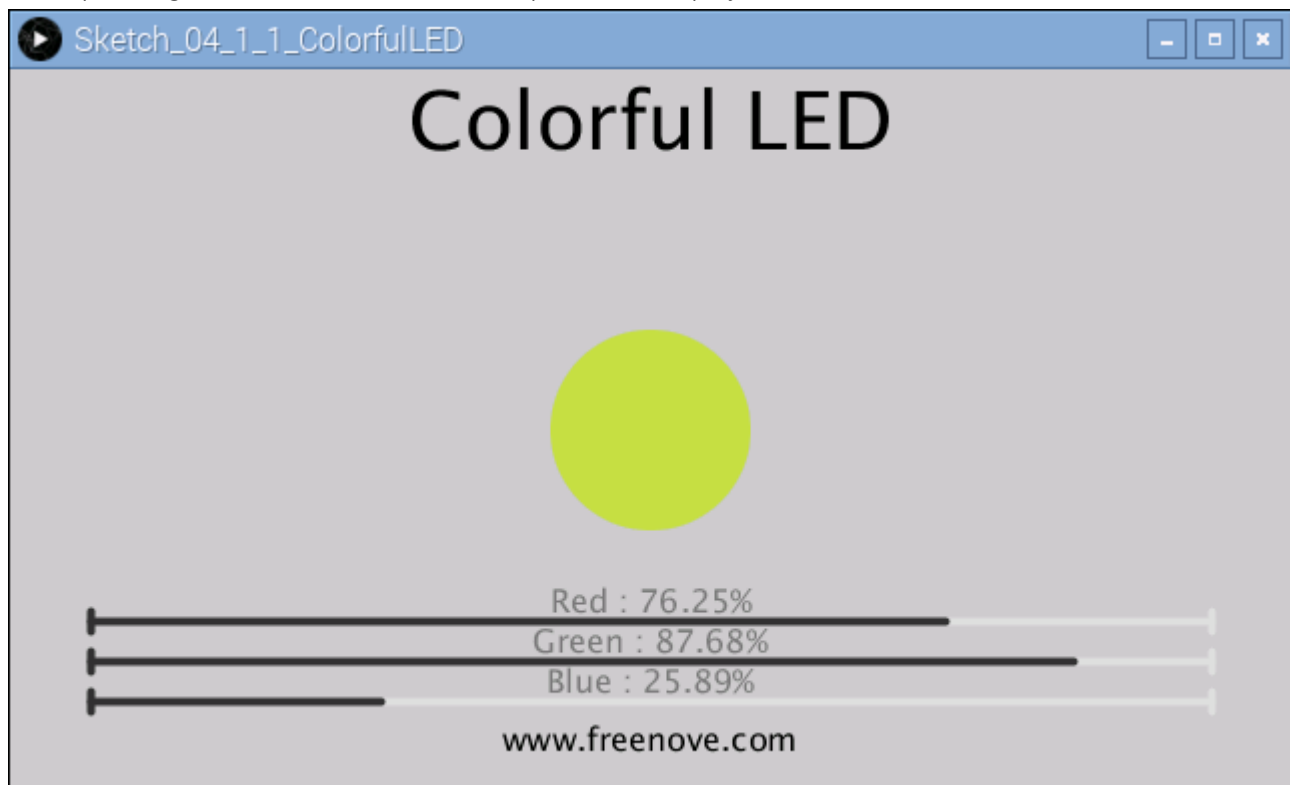 Sketch_04_1_1_ColorfulLED
Colorful LED
Red : 76.25%
Green : 87.68%
Blue : 25.89%
www.freenove.com